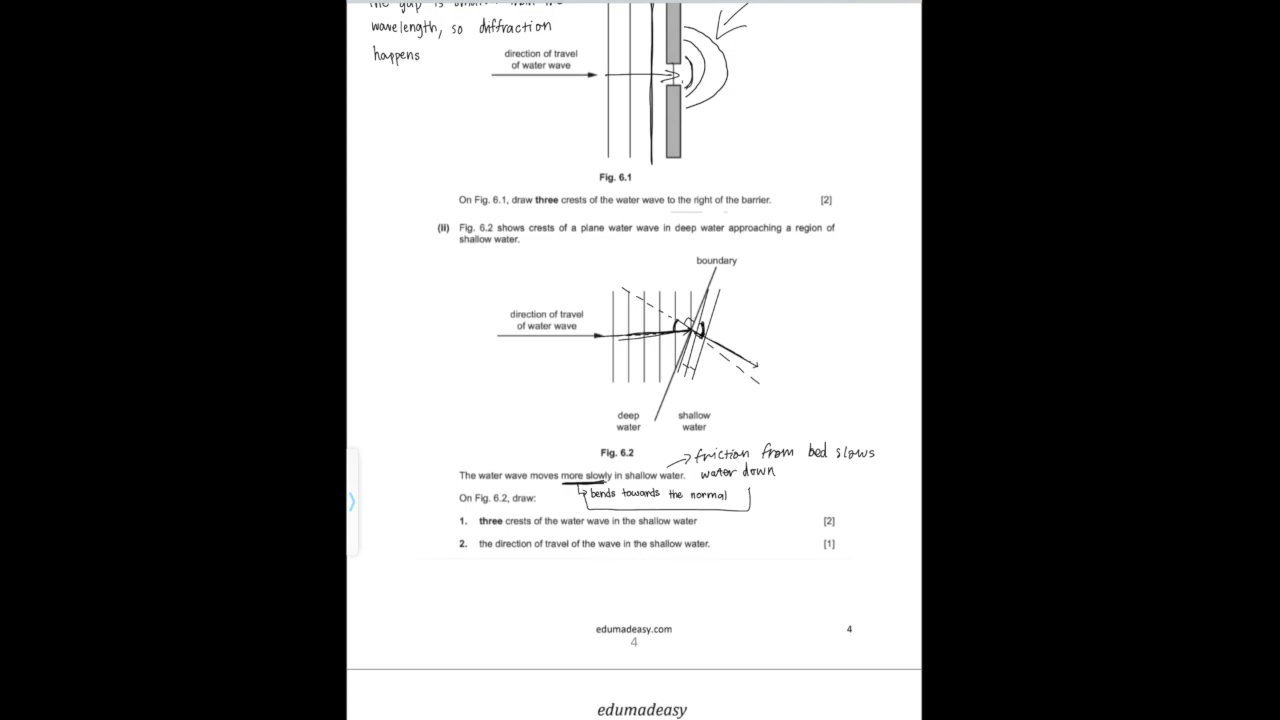 wavelength, so diffraction
happens
direction of travel
of water wave
Fig. 6.1
On Fig. 6.1, draw three crests of the water wave to the right of the barrier. [2]
(ii) Fig. 6.2 shows crests of a plane water wave in deep water approaching a region of
shallow water.
boundary
direction of travel
of water wave
deep
water
shallow
water
Fig. 6.2
friction from bed slows
water down
The water wave moves more slowly in shallow water.
bends towards the normal
On Fig. 6.2, draw:
1. three crests of the water wave in the shallow water [2]
2. the direction of travel of the wave in the shallow water. [1]
edumadeasy.com 4
4
edumadeasy